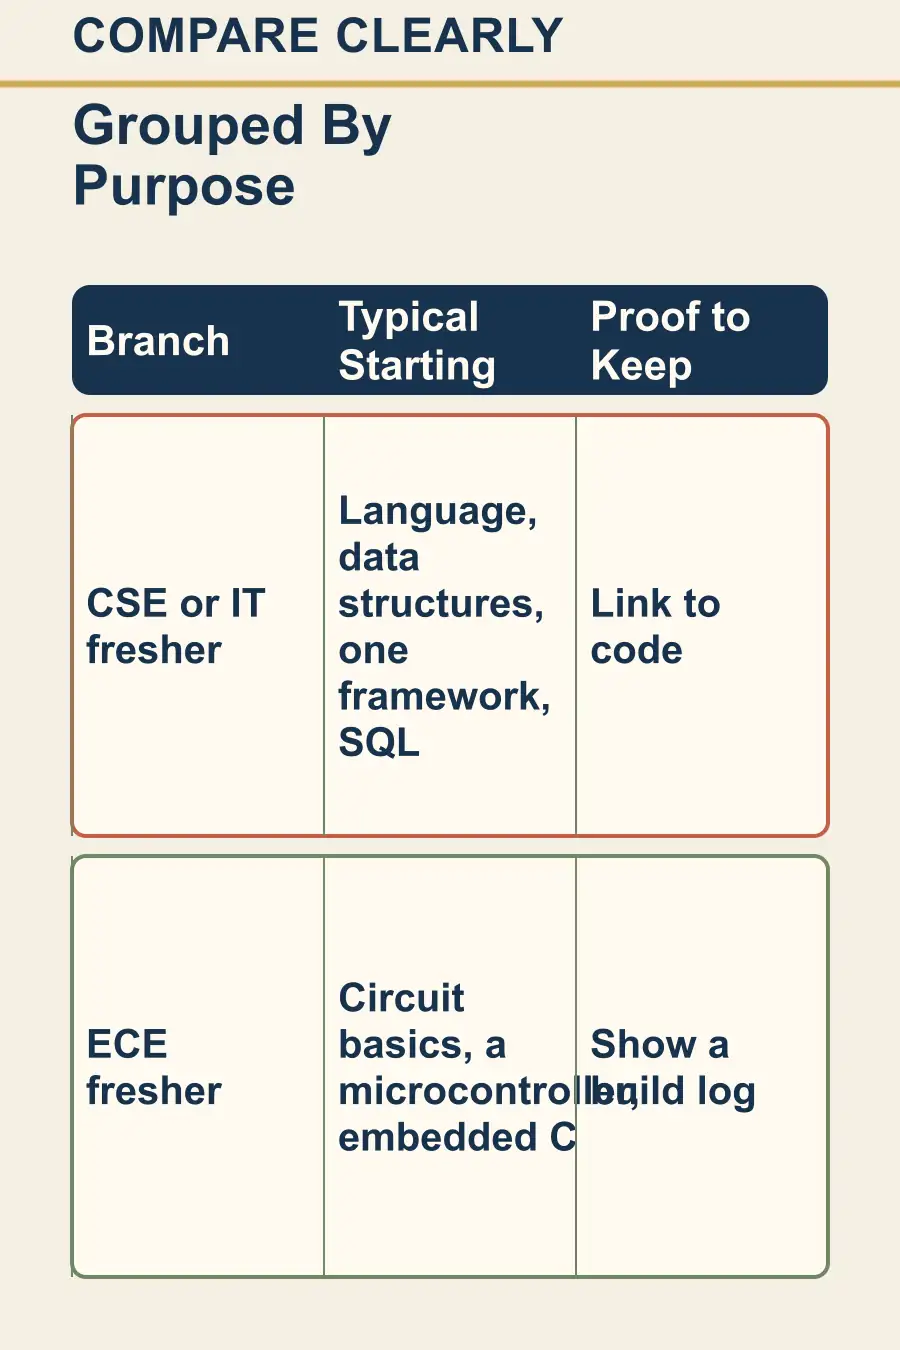 COMPARE CLEARLY
Grouped By
Purpose
Branch
Typical
Starting
Proof to
Keep
CSE or IT
fresher
Language,
data
structures,
one
framework,
SQL
Link to
code
ECE
fresher
Circuit
basics, a
microcontroller,
embedded C
Show a
build log